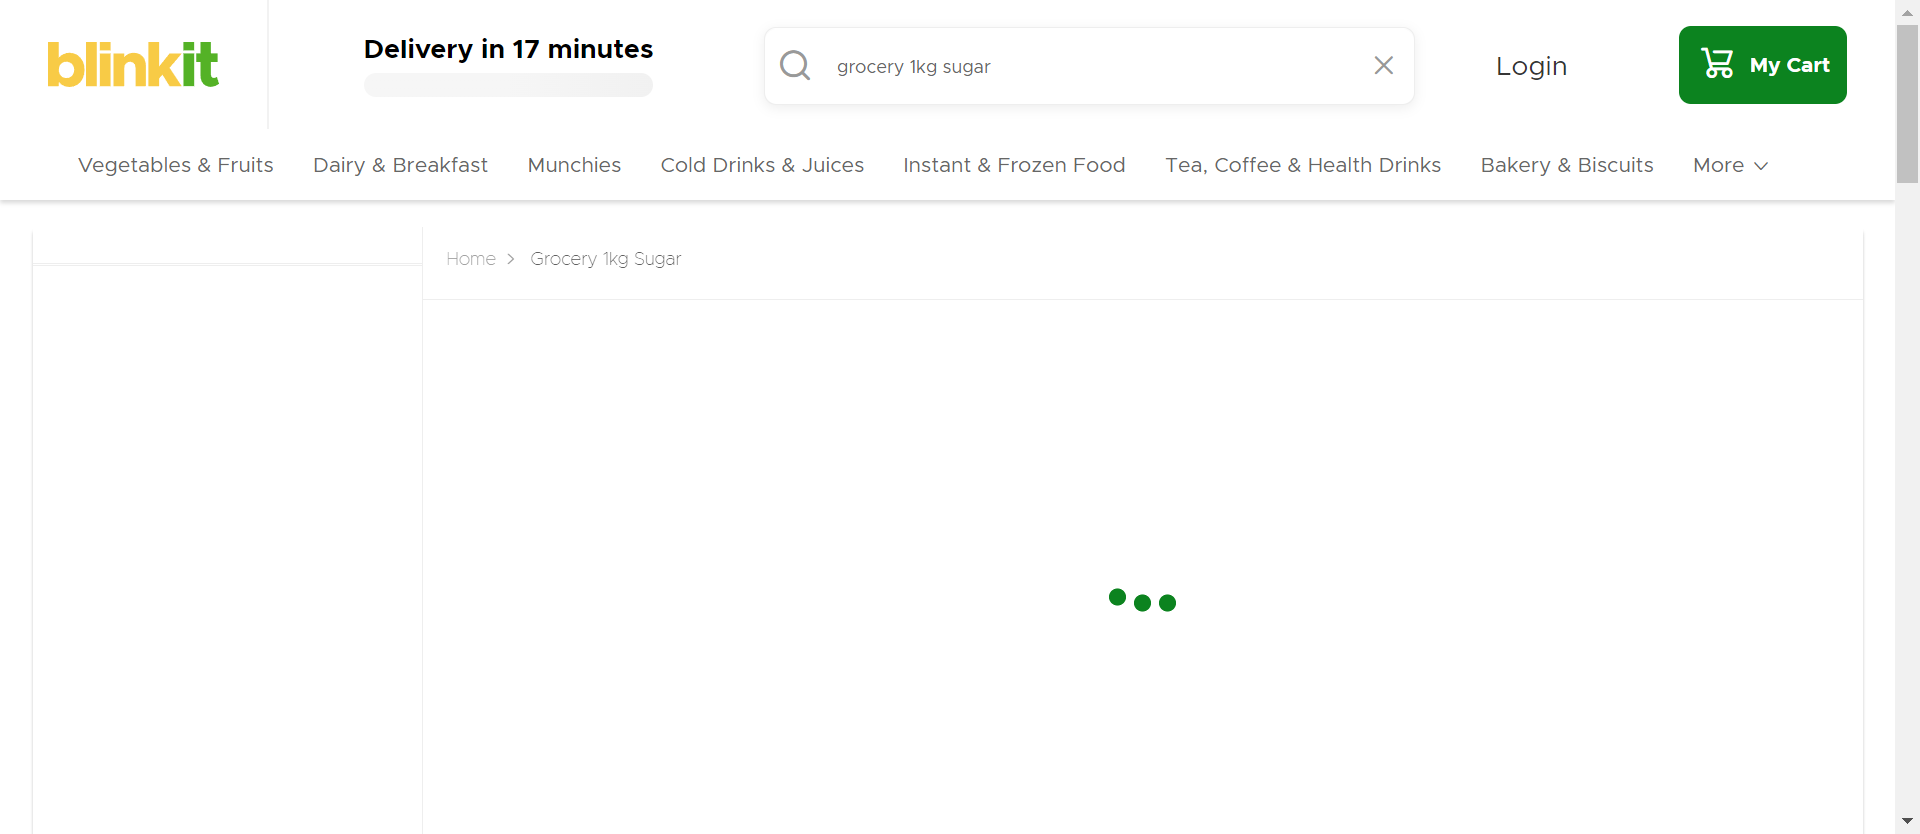 blinkit
Delivery in 17 minutes
grocery 1kg sugar
Login
My Cart
Vegetables & Fruits
Dairy & Breakfast
Munchies
Cold Drinks & Juices
Instant & Frozen Food
Tea, Coffee & Health Drinks
Bakery & Biscuits
More
Home
Grocery 1kg Sugar